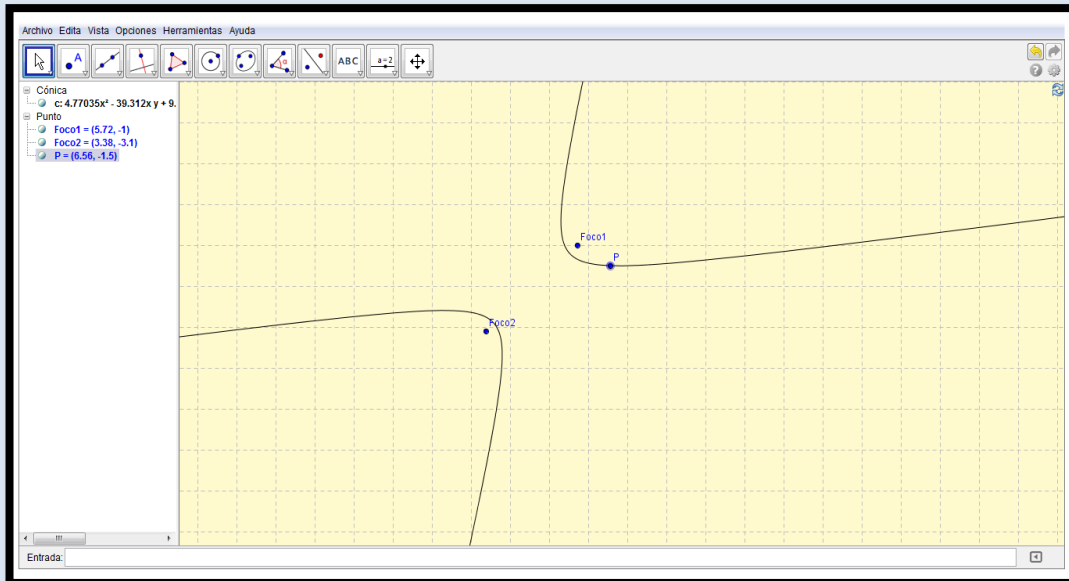 Archivo Edita Vista Opciones Herramientas Ayuda
A
α
ABC
a=2
Cónica
c: 4.77035x² - 39.312x y + 9.
Punto
Foco1 = (5.72, -1)
Foco2 = (3.38, -3.1)
P = (6.56, -1.5)
Foco1
P
Foco2
Entrada: